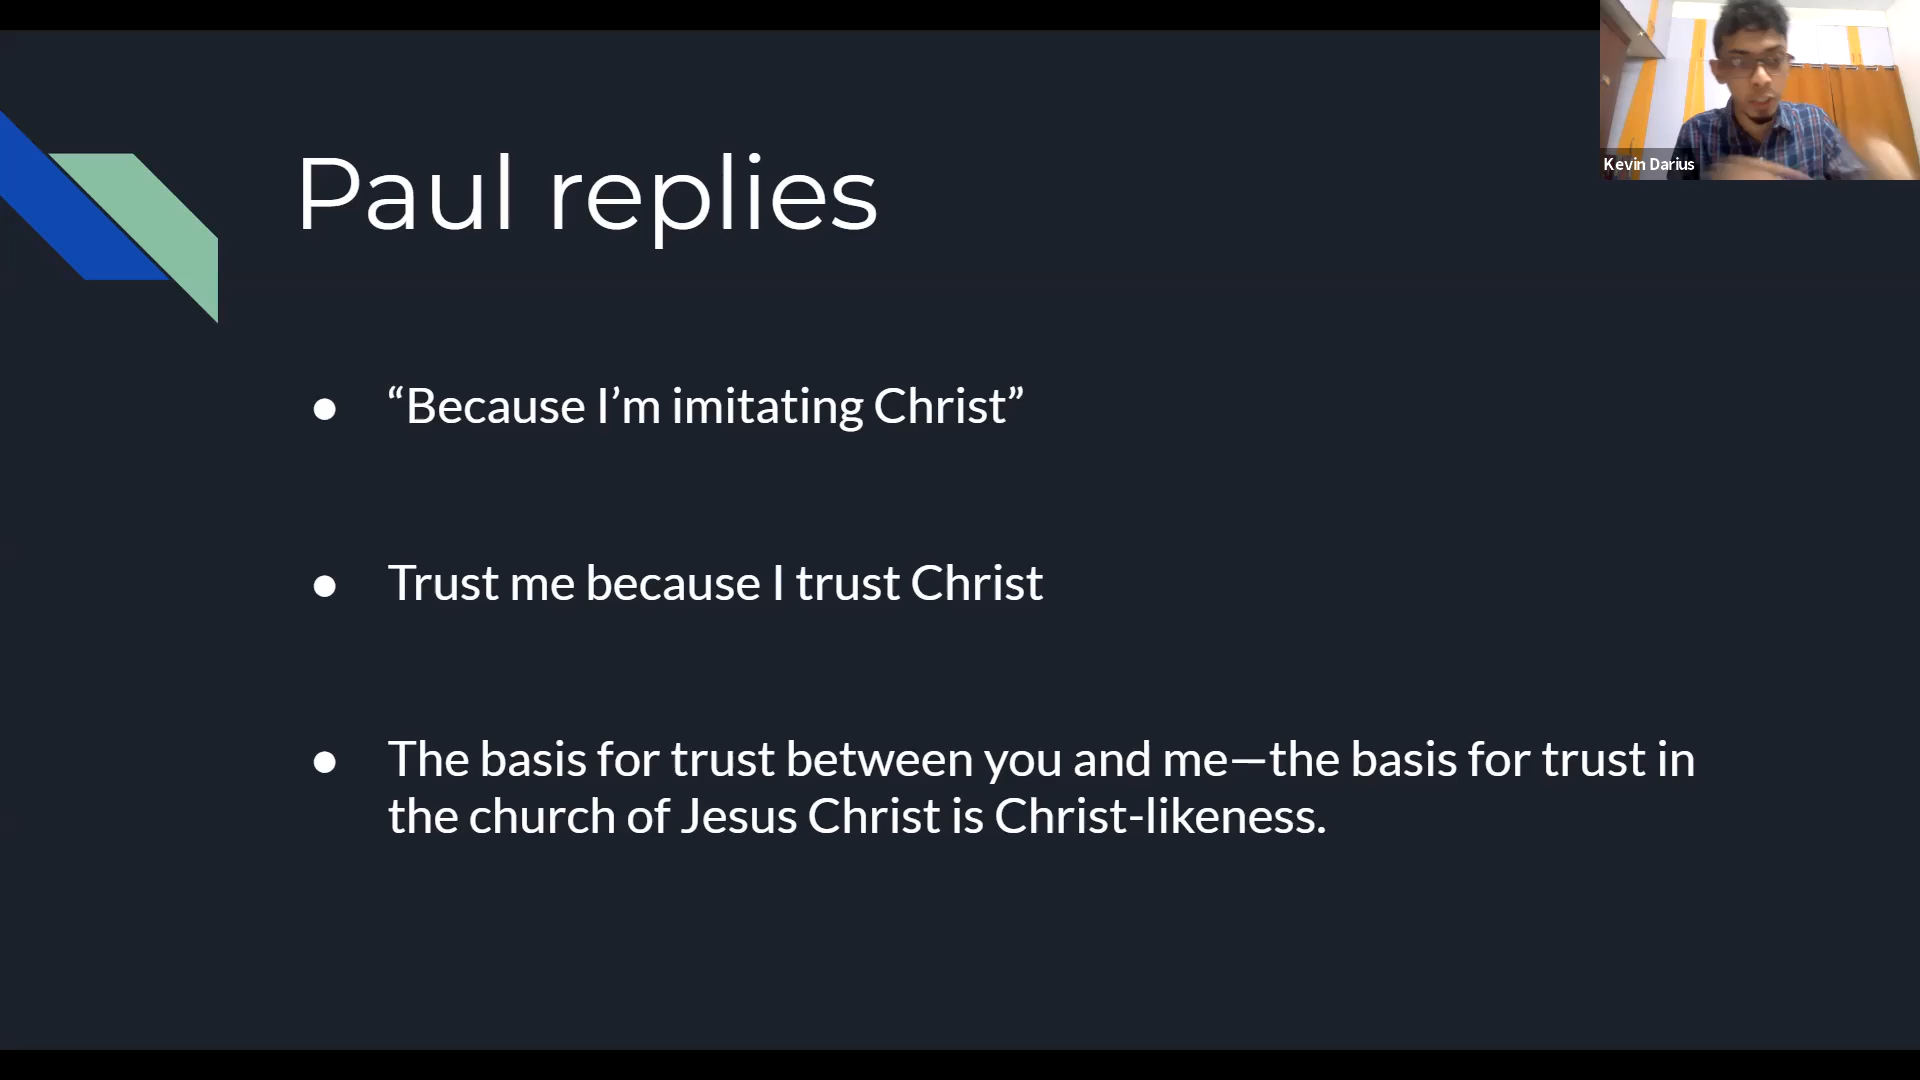 Kevin Darius
Paul replies
● “Because I’m imitating Christ”
● Trust me because I trust Christ
● The basis for trust between you and me—the basis for trust in
the church of Jesus Christ is Christ-likeness.